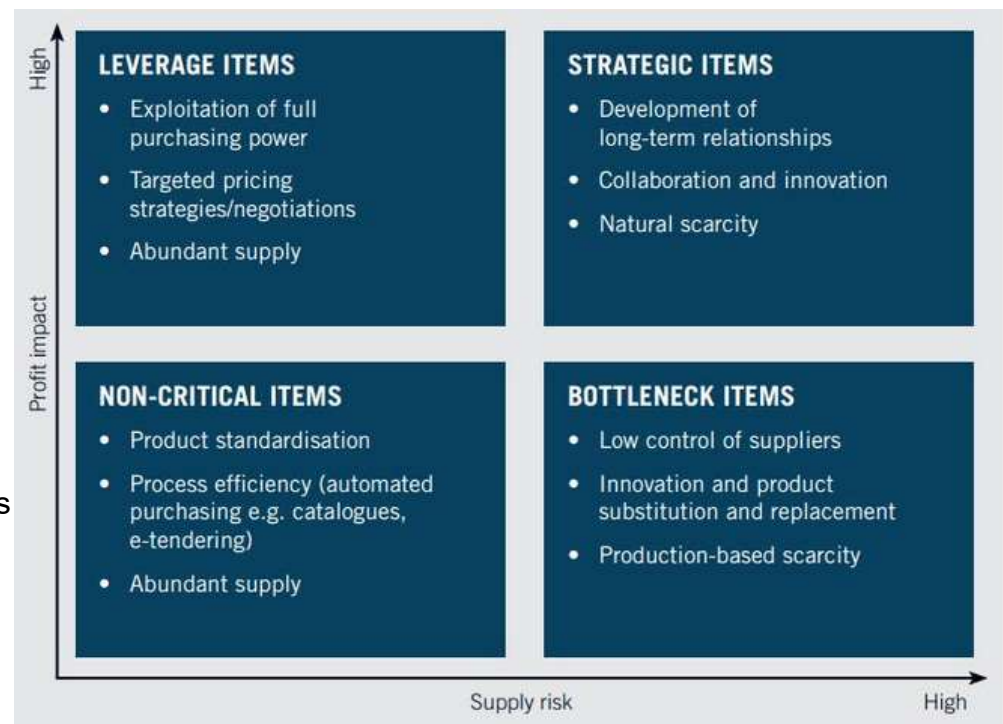 High
LEVERAGE ITEMS
• Exploitation of full
purchasing power
• Targeted pricing
strategies/negotiations
• Abundant supply
STRATEGIC ITEMS
• Development of
long-term relationships
• Collaboration and innovation
• Natural scarcity
Profit impact
NON-CRITICAL ITEMS
• Product standardisation
• Process efficiency (automated
purchasing e.g. catalogues,
e-tendering)
• Abundant supply
BOTTLENECK ITEMS
• Low control of suppliers
• Innovation and product
substitution and replacement
• Production-based scarcity
s
Supply risk
High